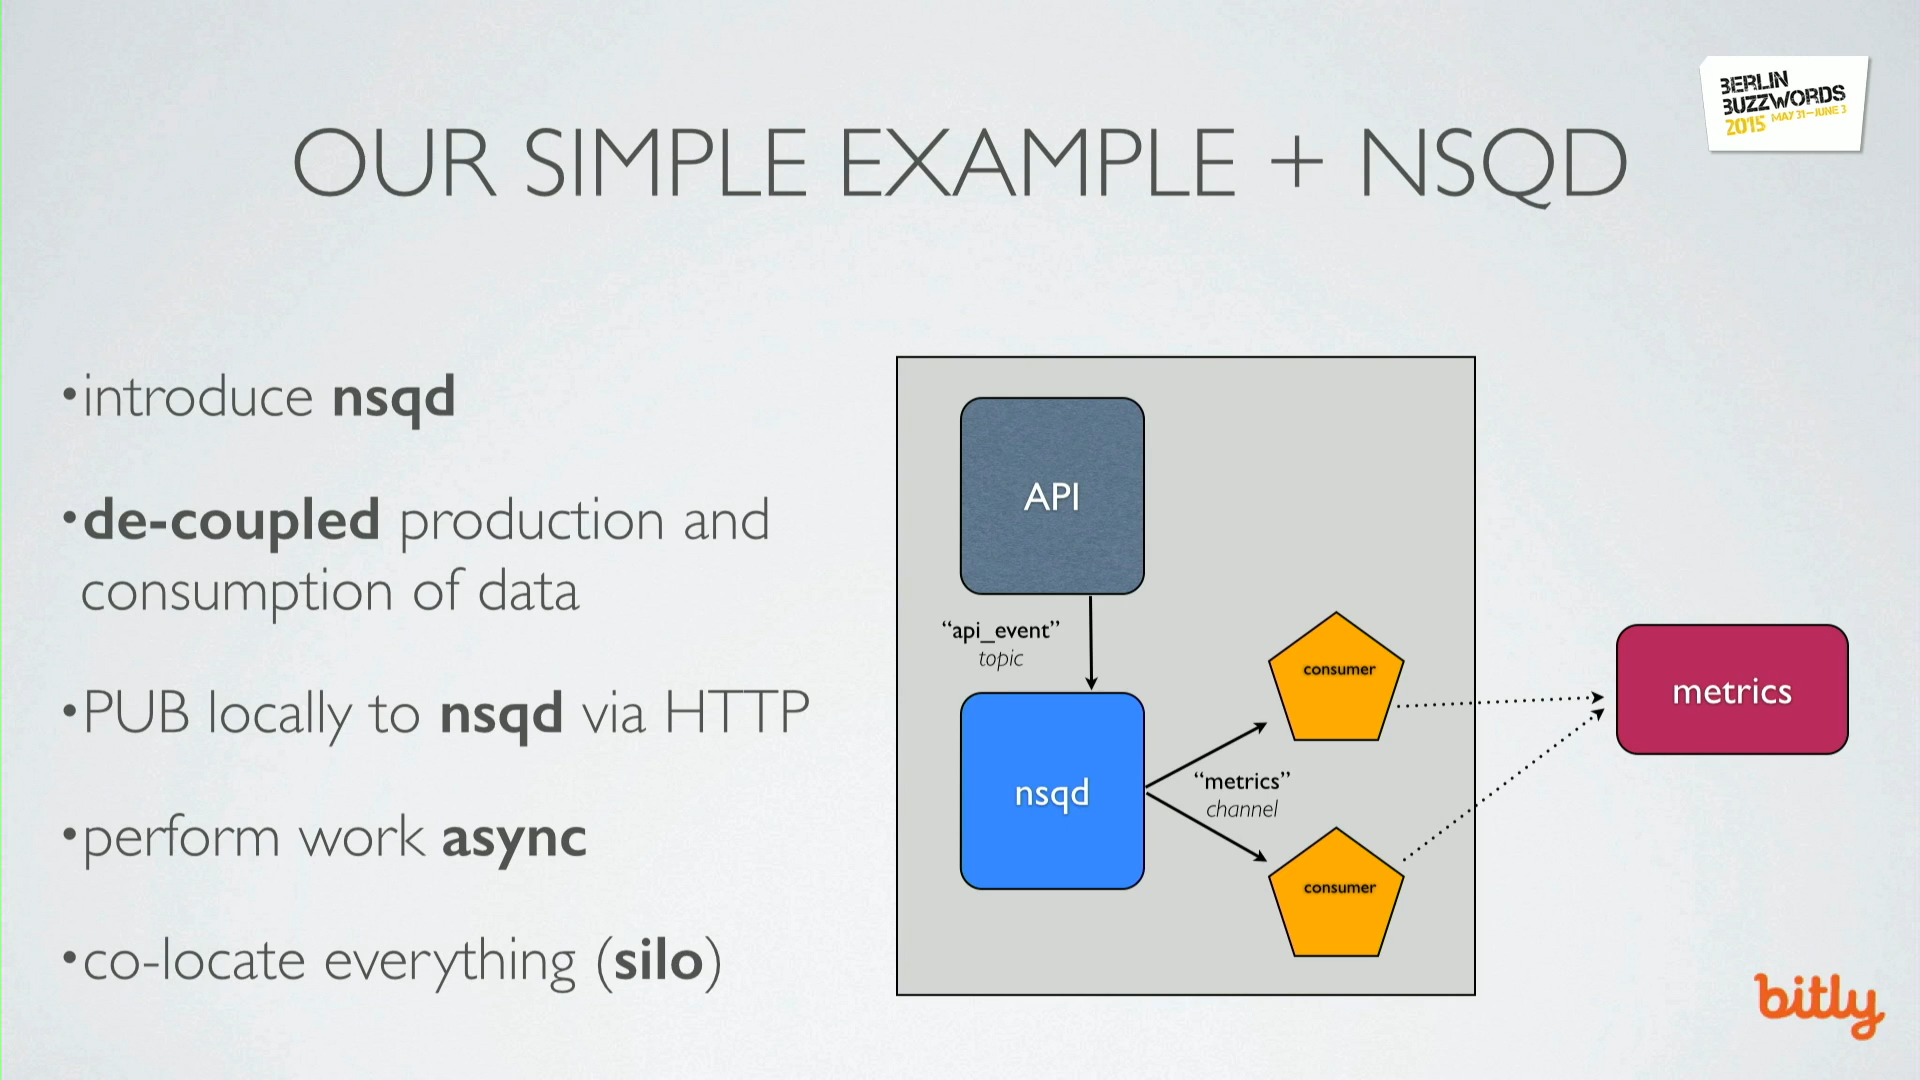 BERLIN
BUZZWORDS
2015 MAY 31–JUNE 3
OUR SIMPLE EXAMPLE + NSQD
•introduce nsqd
•de-coupled production and
consumption of data
•PUB locally to nsqd via HTTP
•perform work async
•co-locate everything (silo)
API
“api_event”
topic
nsqd
consumer
“metrics”
channel
consumer
metrics
bitly